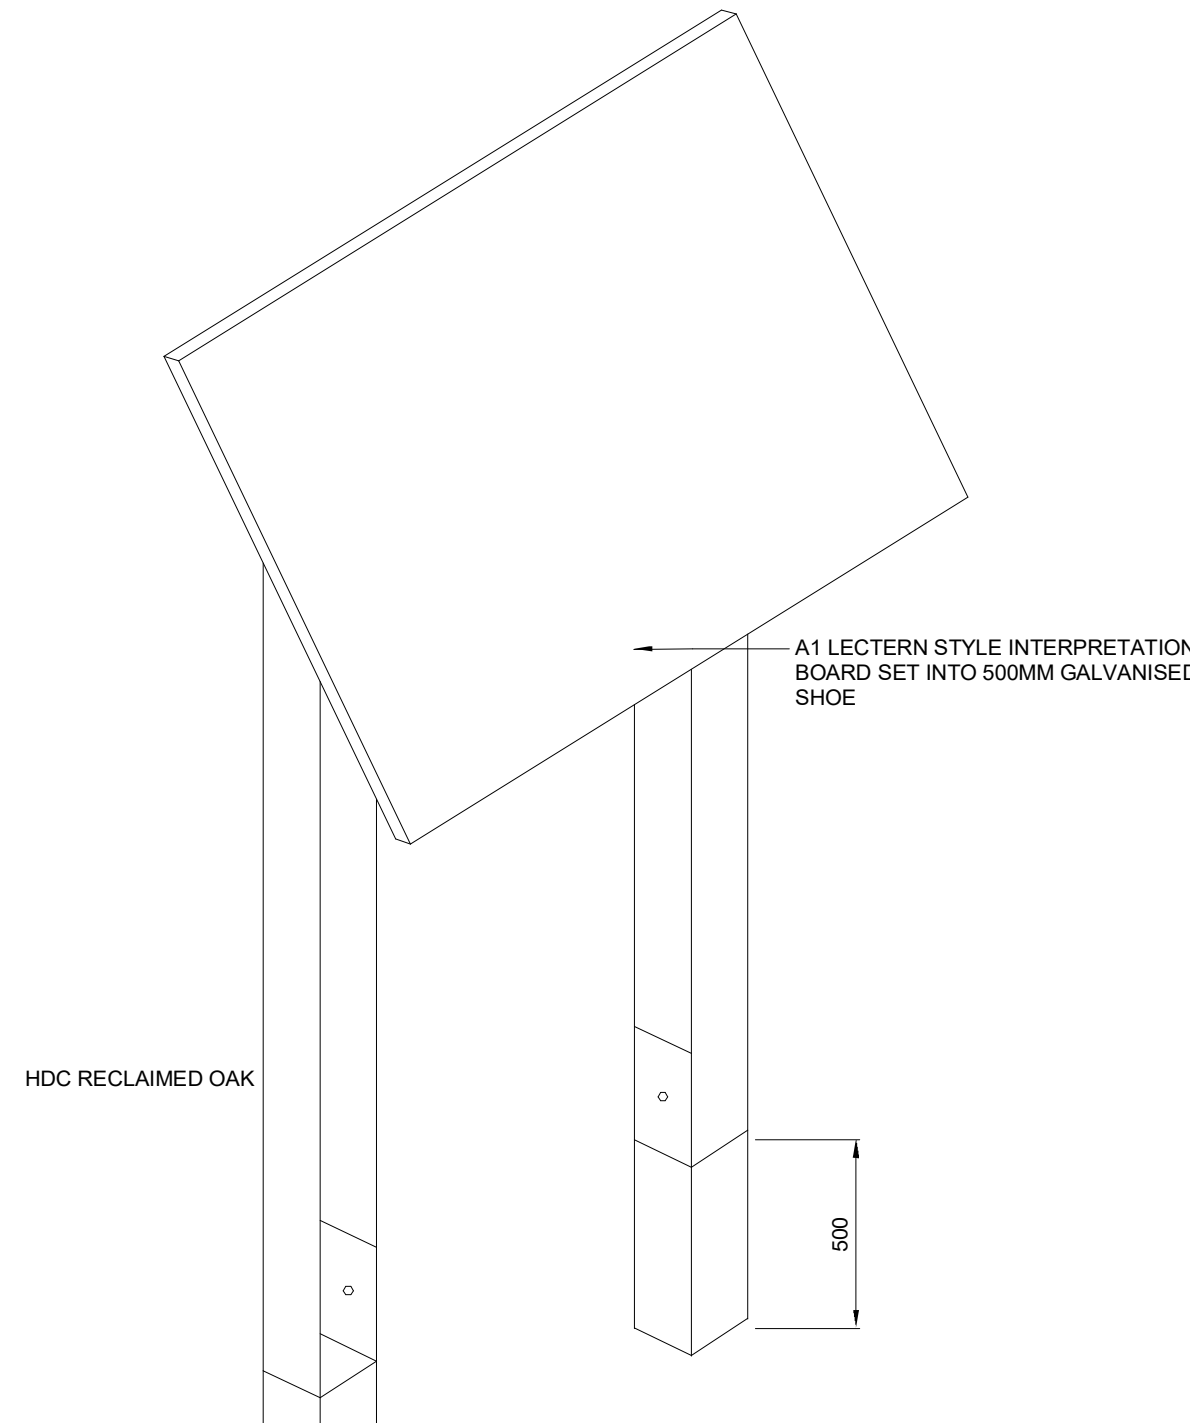 A1 LECTERN STYLE INTERPRETATION
BOARD SET INTO 500MM GALVANISED
SHOE
HDC RECLAIMED OAK
500